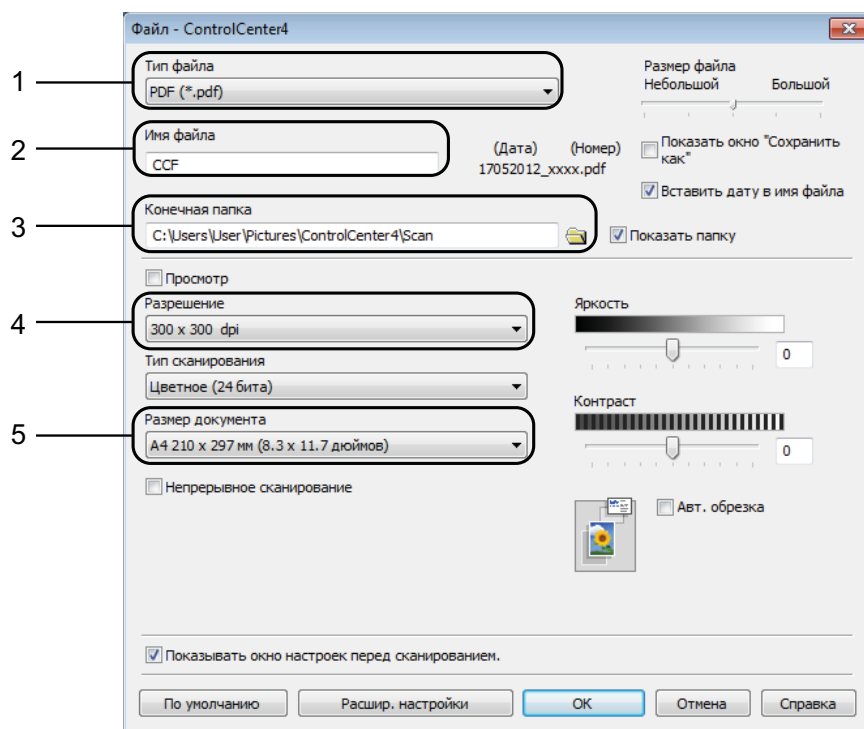 Файл - ControlCenter4
1
Тип файла
PDF (*.pdf)
Размер файла
Небольшой Большой
2
Имя файла
CCF
(Дата) (Номер)
17052012_xxxx.pdf
Показать окно "Сохранить
как"
Вставить дату в имя файла
3
Конечная папка
C:\Users\User\Pictures\ControlCenter4\Scan
Показать папку
Просмотр
4
Разрешение
300 x 300 dpi
Тип сканирования
Цветное (24 бита)
5
Размер документа
A4 210 x 297 мм (8.3 x 11.7 дюймов)
Непрерывное сканирование
Яркость
0
Контраст
0
Авт. обрезка
Показывать окно настроек перед сканированием.
По умолчанию
Расшир. настройки
ОК
Отмена
Справка